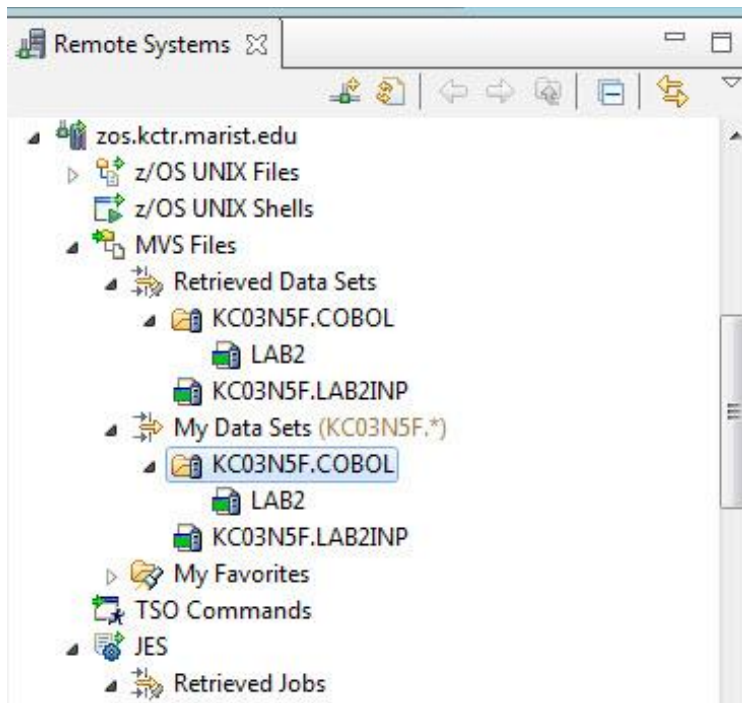 Remote Systems
zos.kctr.marist.edu
z/OS UNIX Files
z/OS UNIX Shells
MVS Files
Retrieved Data Sets
KC03N5F.COBOL
LAB2
KC03N5F.LAB2INP
My Data Sets (KC03N5F.*)
KC03N5F.COBOL
LAB2
KC03N5F.LAB2INP
My Favorites
TSO Commands
JES
Retrieved Jobs